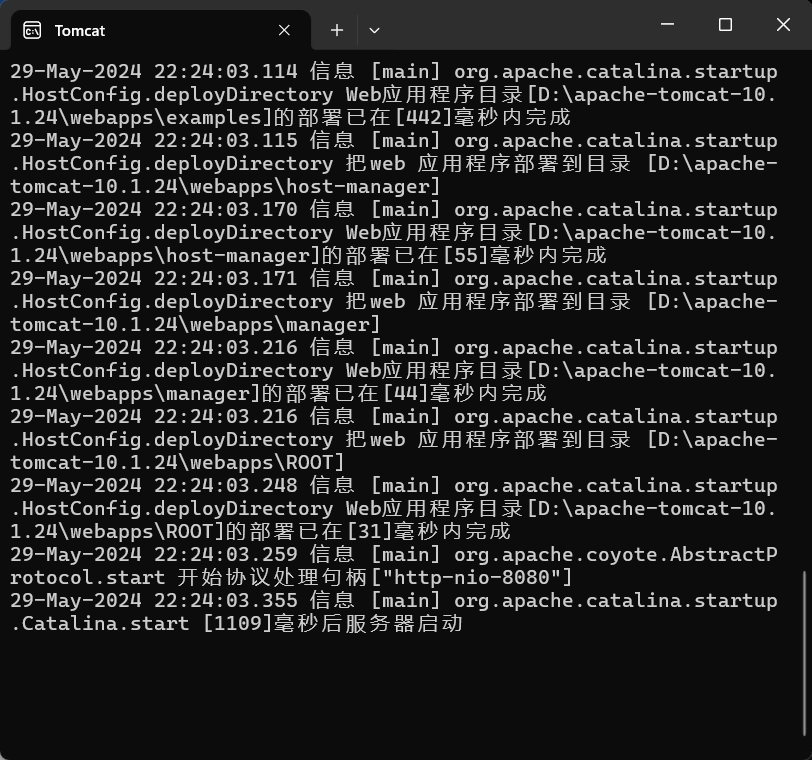 Tomcat
29-May-2024 22:24:03.114 信息 [main] org.apache.catalina.startup
.HostConfig.deployDirectory Web应用程序目录[D:\apache-tomcat-10.
1.24\webapps\examples]的部署已在[442]毫秒内完成
29-May-2024 22:24:03.115 信息 [main] org.apache.catalina.startup
.HostConfig.deployDirectory 把web 应用程序部署到目录 [D:\apache-
tomcat-10.1.24\webapps\host-manager]
29-May-2024 22:24:03.170 信息 [main] org.apache.catalina.startup
.HostConfig.deployDirectory Web应用程序目录[D:\apache-tomcat-10.
1.24\webapps\host-manager]的部署已在[55]毫秒内完成
29-May-2024 22:24:03.171 信息 [main] org.apache.catalina.startup
.HostConfig.deployDirectory 把web 应用程序部署到目录 [D:\apache-
tomcat-10.1.24\webapps\manager]
29-May-2024 22:24:03.216 信息 [main] org.apache.catalina.startup
.HostConfig.deployDirectory Web应用程序目录[D:\apache-tomcat-10.
1.24\webapps\manager]的部署已在[44]毫秒内完成
29-May-2024 22:24:03.216 信息 [main] org.apache.catalina.startup
.HostConfig.deployDirectory 把web 应用程序部署到目录 [D:\apache-
tomcat-10.1.24\webapps\ROOT]
29-May-2024 22:24:03.248 信息 [main] org.apache.catalina.startup
.HostConfig.deployDirectory Web应用程序目录[D:\apache-tomcat-10.
1.24\webapps\ROOT]的部署已在[31]毫秒内完成
29-May-2024 22:24:03.259 信息 [main] org.apache.coyote.AbstractP
rotocol.start 开始协议处理句柄["http-nio-8080"]
29-May-2024 22:24:03.355 信息 [main] org.apache.catalina.startup
.Catalina.start [1109]毫秒后服务器启动